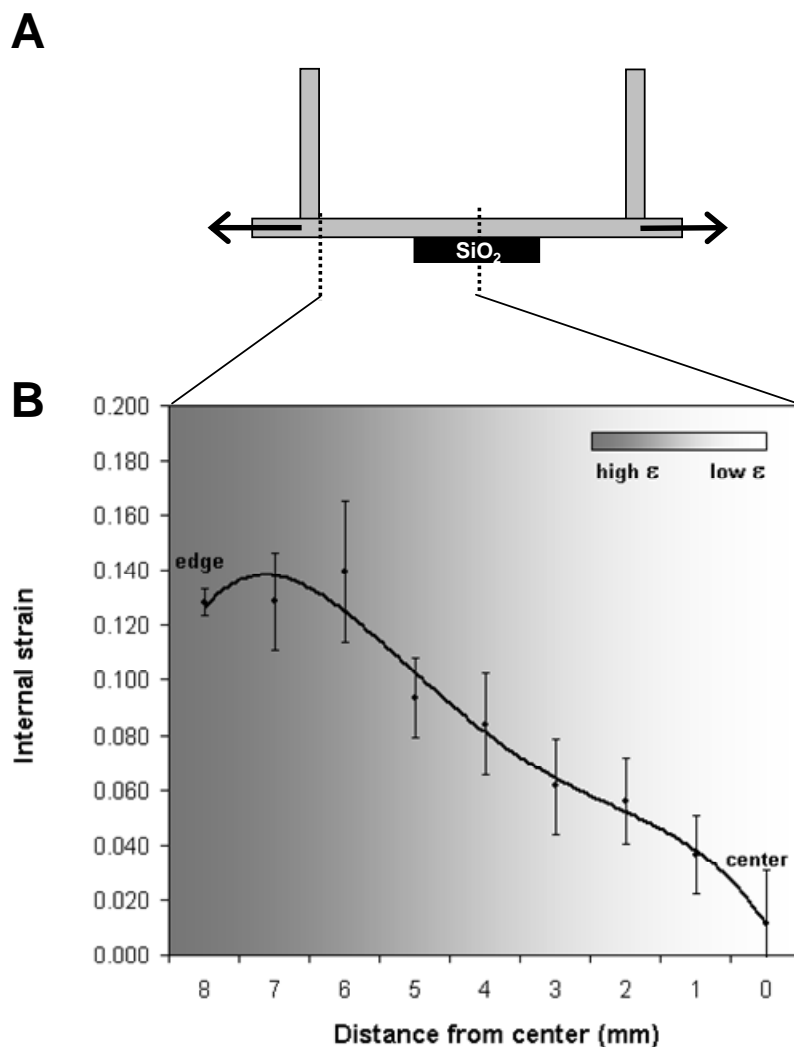 A
SiO₂
B
0.200
0.180
0.160
0.140
0.120
0.100
0.080
0.060
0.040
0.020
0.000
Internal strain
high ε low ε
edge
center
8 7 6 5 4 3 2 1 0
Distance from center (mm)